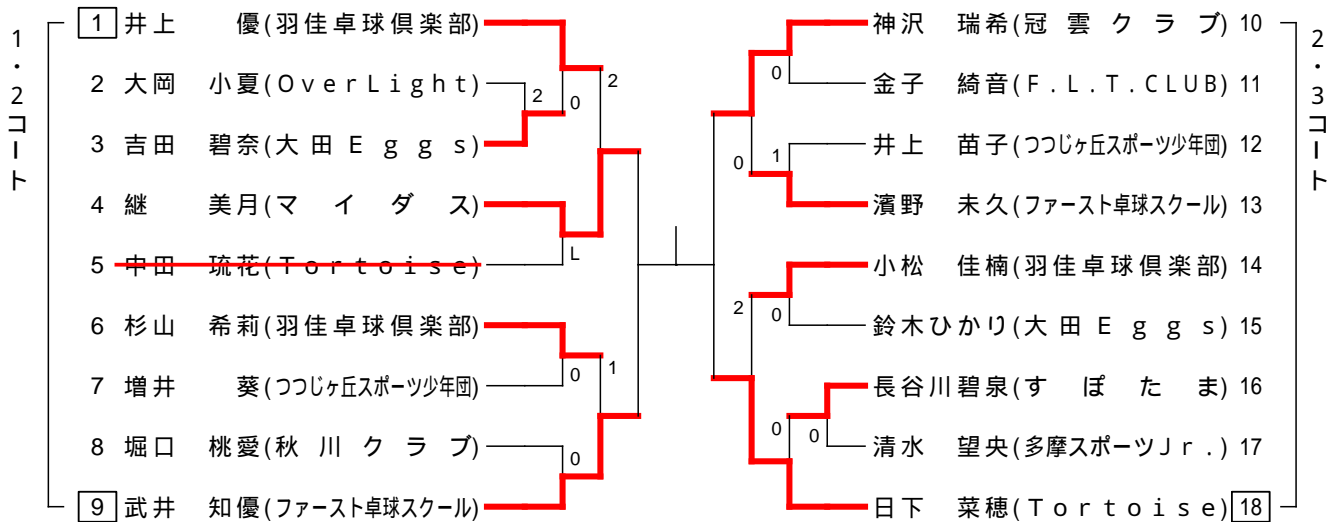 1・2コート
1 井上 優(羽佳卓球倶楽部)
2 大岡 小夏(OverLight)
3 吉田 碧奈(大田Eggs)
4 継 美月(マイダス)
5 中田 琉花(Tortoise)
6 杉山 希莉(羽佳卓球倶楽部)
7 増井 葵(つつじヶ丘スポーツ少年団)
8 堀口 桃愛(秋川クラブ)
9 武井 知優(ファースト卓球スクール)
2
0
2
L
0
1
0
0
0
1
2
0
0
0
神沢 瑞希(冠雲クラブ) 10
金子 綺音(F.L.T.CLUB) 11
井上 苗子(つつじヶ丘スポーツ少年団) 12
濱野 未久(ファースト卓球スクール) 13
小松 佳楠(羽佳卓球倶楽部) 14
鈴木ひかり(大田Eggs) 15
長谷川碧泉(すぽたま) 16
清水 望央(多摩スポーツJr.) 17
日下 菜穂(Tortoise) 18
2・3コート